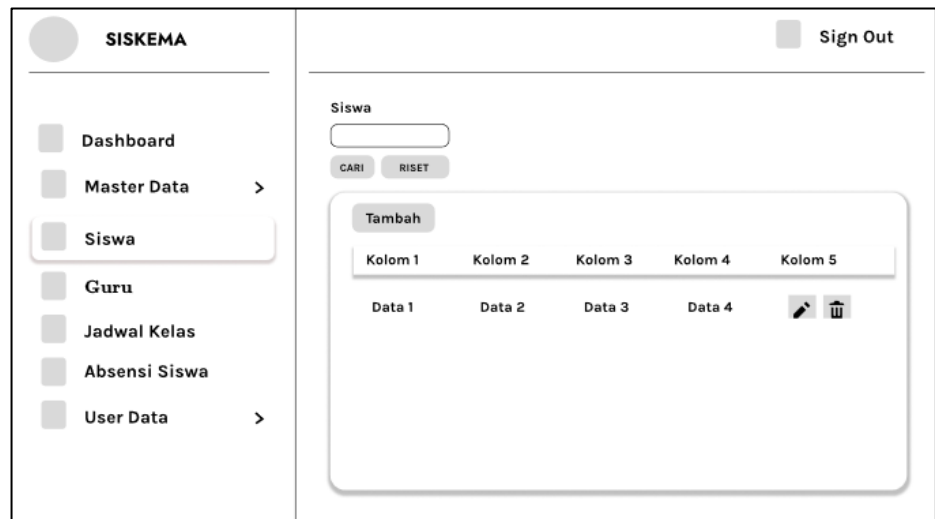 SISKEMA
Sign Out
Dashboard
Master Data >
Siswa
Guru
Jadwal Kelas
Absensi Siswa
User Data >
Siswa
CARI RISET
Tambah
Kolom 1 Kolom 2 Kolom 3 Kolom 4 Kolom 5
Data 1 Data 2 Data 3 Data 4